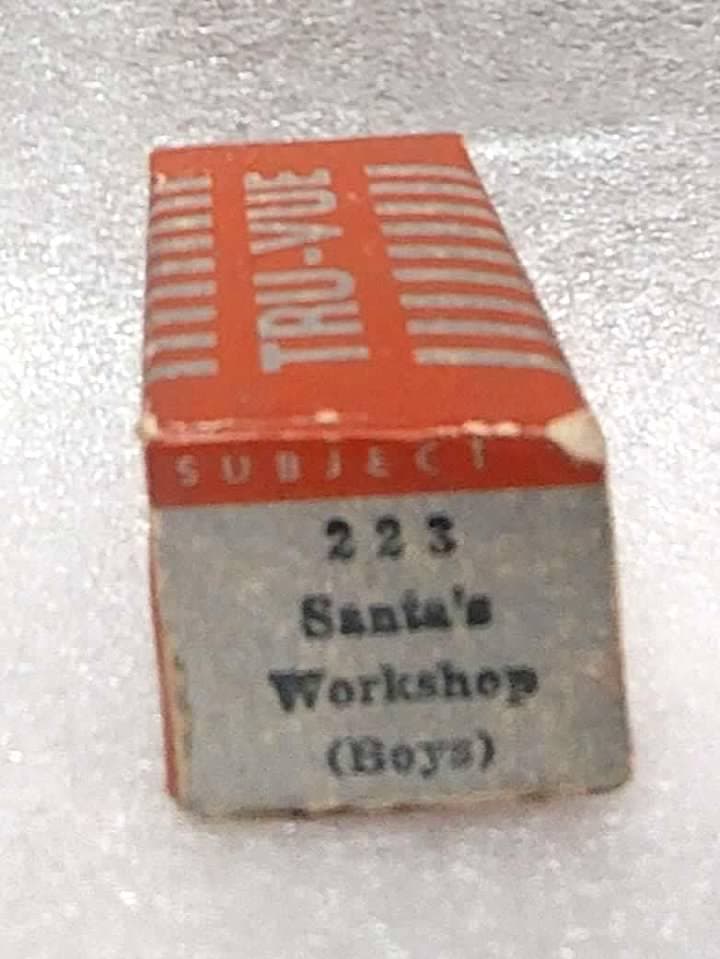 TRU-VUE
SUBJECT
223
Santa's
Workshop
(Boys)